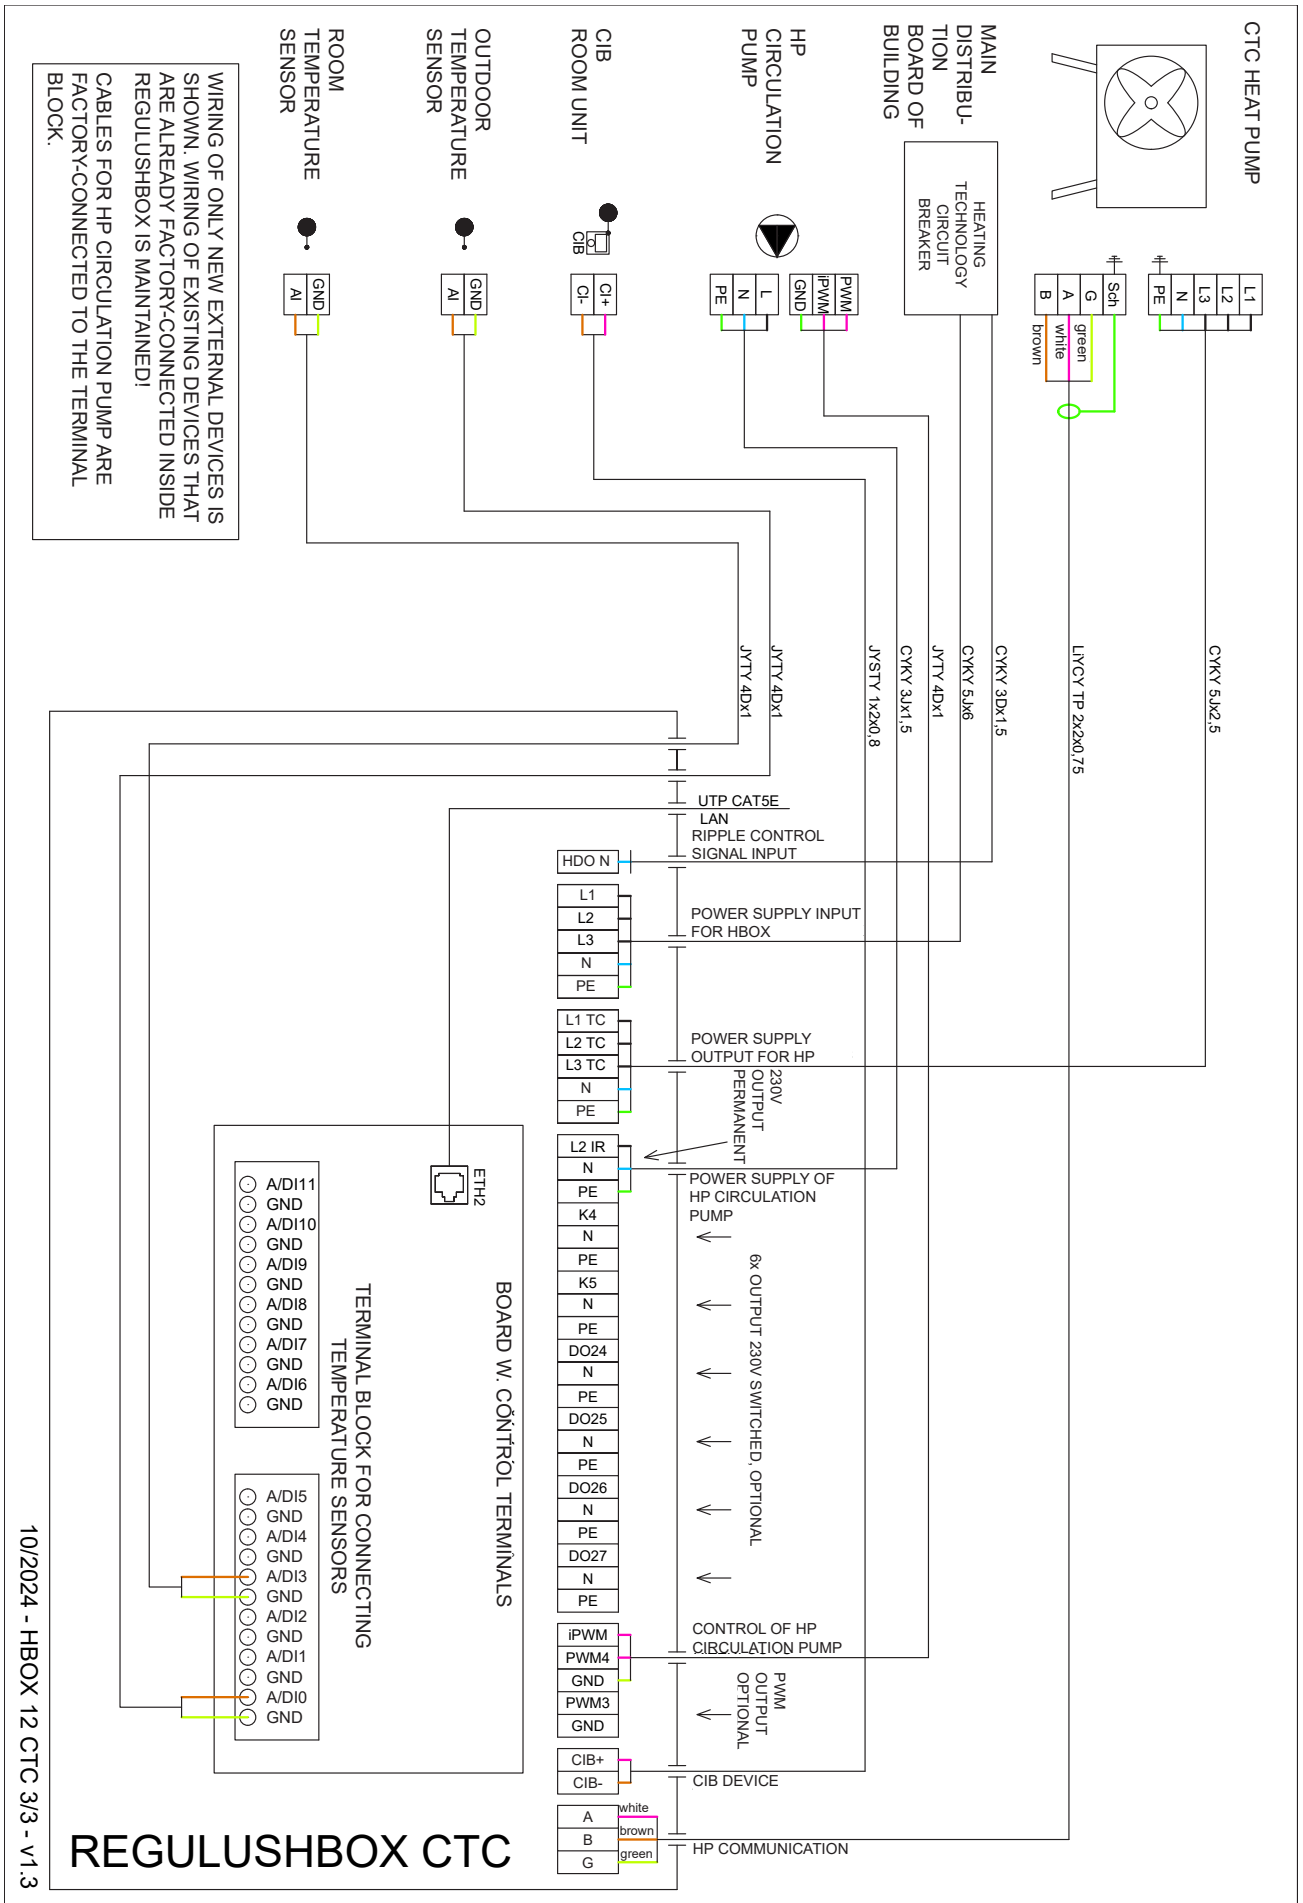 CTC HEAT PUMP
MAIN
DISTRIBU-
TION
BOARD OF
BUILDING
HP
CIRCULATION
PUMP
CIB
ROOM UNIT
OUTDOOR
TEMPERATURE
SENSOR
ROOM
TEMPERATURE
SENSOR
WIRING OF ONLY NEW EXTERNAL DEVICES IS
SHOWN. WIRING OF EXISTING DEVICES THAT
ARE ALREADY FACTORY-CONNECTED INSIDE
REGULUSHBOX IS MAINTAINED!
CABLES FOR HP CIRCULATION PUMP ARE
FACTORY-CONNECTED TO THE TERMINAL
BLOCK.
HEATING
TECHNOLOGY
CIRCUIT
BREAKER
CIB
L1
L2
L3
N
PE
Sch
G
A
B
green
white
brown
PWM
iPWM
GND
L
N
PE
CI+
CI-
GND
AI
GND
AI
CYKY 5Jx2,5
LiYCY TP 2x2x0,75
CYKY 3Dx1,5
CYKY 5Jx6
JYTY 4Dx1
CYKY 3Jx1,5
JYSTY 1x2x0,8
JYTY 4Dx1
JYTY 4Dx1
UTP CAT5E
LAN
RIPPLE CONTROL
SIGNAL INPUT
HDO N
L1
L2
L3
N
PE
POWER SUPPLY INPUT
FOR HBOX
L1 TC
L2 TC
L3 TC
N
PE
POWER SUPPLY
OUTPUT FOR HP
230V
OUTPUT
PERMANENT
L2 IR
N
PE
K4
N
PE
K5
N
PE
DO24
N
PE
DO25
N
PE
DO26
N
PE
DO27
N
PE
POWER SUPPLY OF
HP CIRCULATION
PUMP
6x OUTPUT 230V SWITCHED, OPTIONAL
iPWM
PWM4
GND
PWM3
GND
CONTROL OF HP
CIRCULATION PUMP
PWM
OUTPUT
OPTIONAL
CIB+
CIB-
CIB DEVICE
A
B
G
white
brown
green
HP COMMUNICATION
ETH2
BOARD W. CONTROL TERMINALS
TERMINAL BLOCK FOR CONNECTING
TEMPERATURE SENSORS
A/DI11
GND
A/DI10
GND
A/DI9
GND
A/DI8
GND
A/DI7
GND
A/DI6
GND
A/DI5
GND
A/DI4
GND
A/DI3
GND
A/DI2
GND
A/DI1
GND
A/DI0
GND
REGULUSHBOX CTC
10/2024 - HBOX 12 CTC 3/3 - v1.3